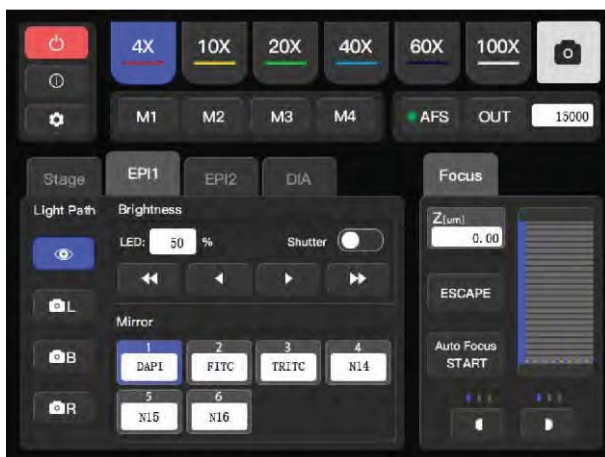 4X 10X 20X 40X 60X 100X
M1 M2 M3 M4 AFS OUT 15000
Stage EPI1 EPI2 DIA Focus
Light Path Brightness
LED: 50 % Shutter
Z[um]
0.00
L
ESCAPE
Mirror
B
1 2 3 4
DAPI FITC TRITC N14
Auto Focus
START
R
5 6
N15 N16